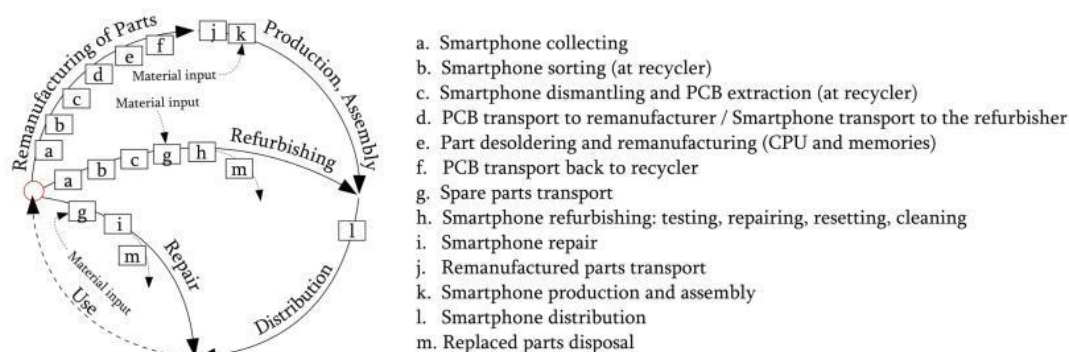 Remanufacturing of Parts
j
k
f
e
d
Material input
c
Material input
Production, Assembly
b
a
Refurbishing
a
b
c
g
h
m
g
i
m
l
Material input
Repair
Use
Distribution
a. Smartphone collecting
b. Smartphone sorting (at recycler)
c. Smartphone dismantling and PCB extraction (at recycler)
d. PCB transport to remanufacturer / Smartphone transport to the refurbisher
e. Part desoldering and remanufacturing (CPU and memories)
f. PCB transport back to recycler
g. Spare parts transport
h. Smartphone refurbishing: testing, repairing, resetting, cleaning
i. Smartphone repair
j. Remanufactured parts transport
k. Smartphone production and assembly
l. Smartphone distribution
m. Replaced parts disposal